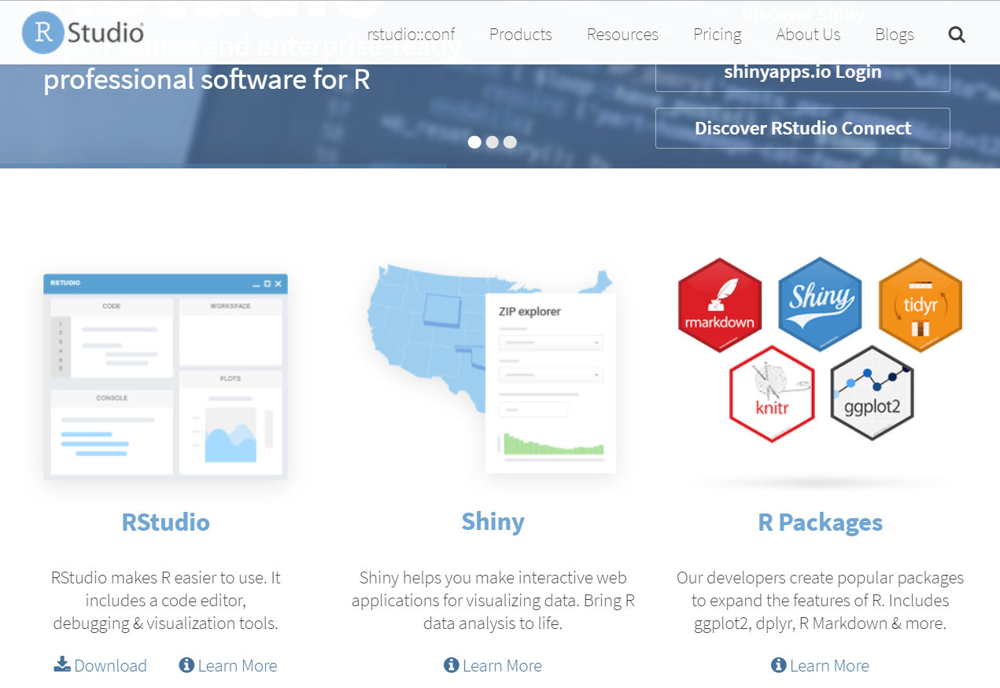 R Studio
rstudio::conf Products Resources Pricing About Us Blogs
Discover Shiny
open source and enterprise-ready
professional software for R
shinyapps.io Login
Discover RStudio Connect
RSTUDIO
CODE
WORKSPACE
PLOTS
CONSOLE
1
2
3
4
5
6
ZIP explorer
rmarkdown
Shiny
tidyr
knitr
ggplot2
RStudio
RStudio makes R easier to use. It
includes a code editor,
debugging & visualization tools.
Download Learn More
Shiny
Shiny helps you make interactive web
applications for visualizing data. Bring R
data analysis to life.
Learn More
R Packages
Our developers create popular packages
to expand the features of R. Includes
ggplot2, dplyr, R Markdown & more.
Learn More